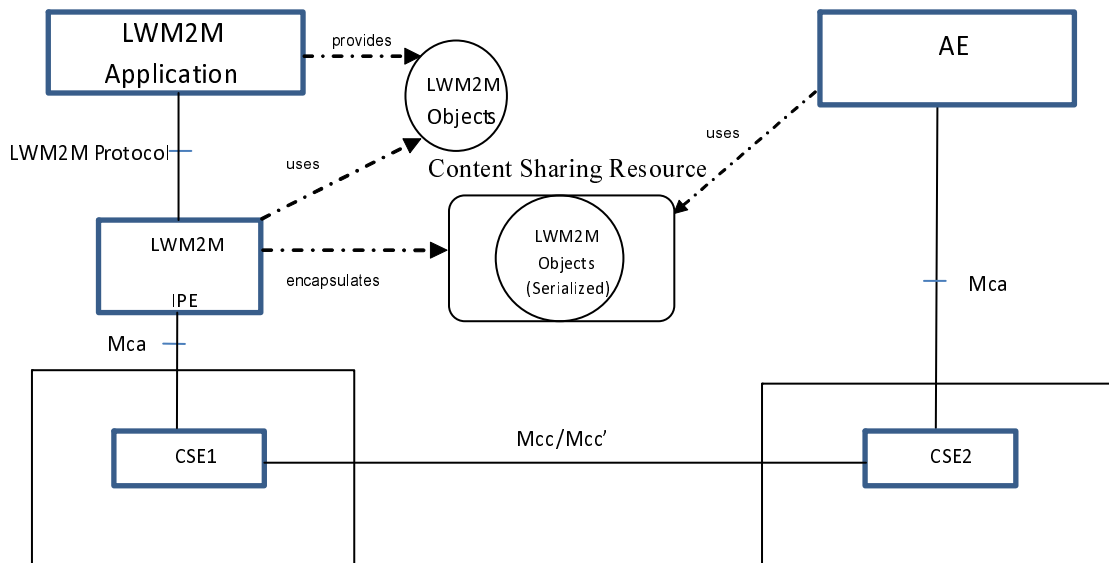 LWM2M
Application
provides
LWM2M
Objects
AE
LWM2M Protocol
uses
uses
Content Sharing Resource
LWM2M
IPE
encapsulates
LWM2M
Objects
(Serialized)
Mca
Mca
CSE1
Mcc/Mcc’
CSE2